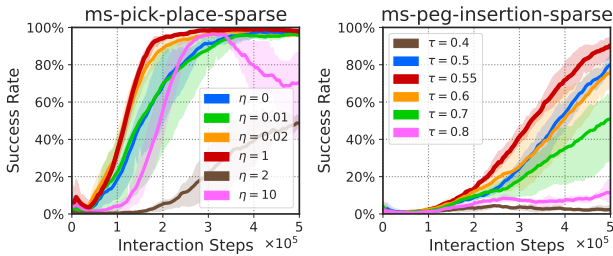 ms-pick-place-sparse
Success Rate
100%
80%
60%
40%
20%
0%
η = 0
η = 0.01
η = 0.2
η = 1
η = 2
η = 10
0 1 2 3 4 5
Interaction Steps ×10⁵
ms-peg-insertion-sparse
Success Rate
100%
80%
60%
40%
20%
0%
τ = 0.4
τ = 0.5
τ = 0.55
τ = 0.6
τ = 0.7
τ = 0.8
0 1 2 3 4 5
Interaction Steps ×10⁵